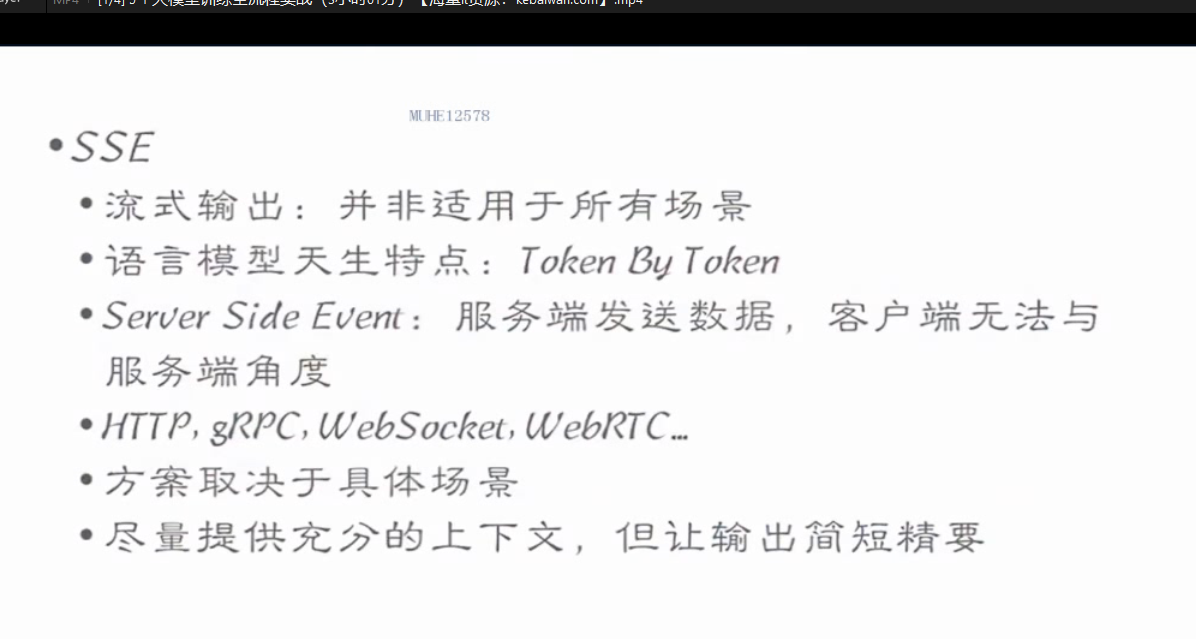 MUHE12578
•SSE
•流式输出：并非适用于所有场景
•语言模型天生特点：Token By Token
•Server Side Event：服务端发送数据，客户端无法与
服务端角度
•HTTP, gRPC, WebSocket, WebRTC...
•方案取决于具体场景
•尽量提供充分的上下文，但让输出简短精要